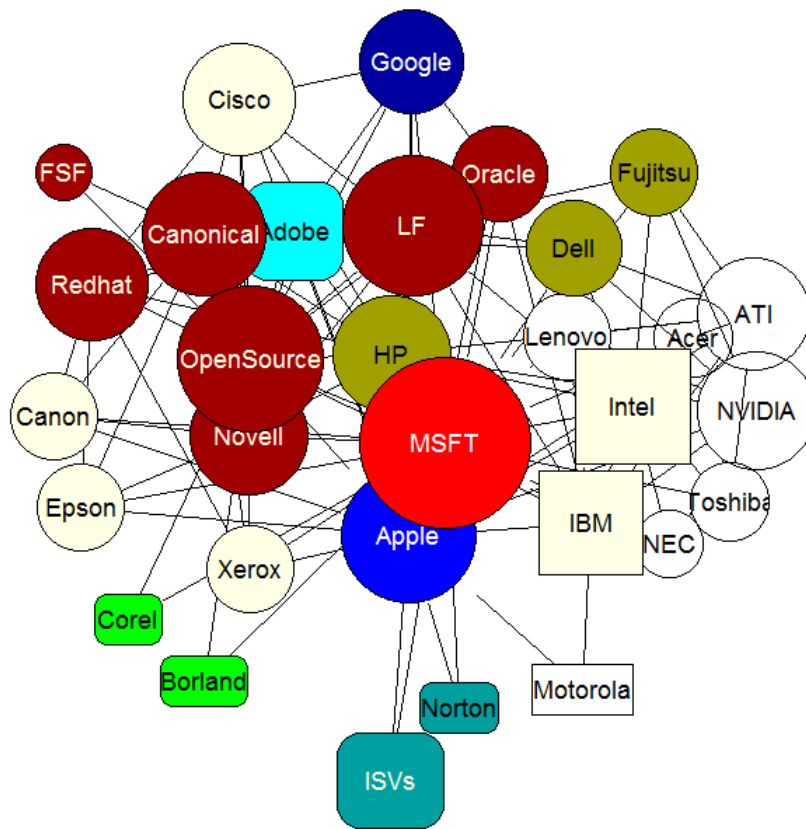 Google
Cisco
FSF
Oracle
Fujitsu
Canonical
Adobe
LF
Dell
Redhat
ATI
Lenovo
Acer
OpenSource
HP
Intel
NVIDIA
Canon
Novell
MSFT
Epson
Toshiba
IBM
Apple
NEC
Xerox
Corel
Borland
Motorola
Norton
ISVs